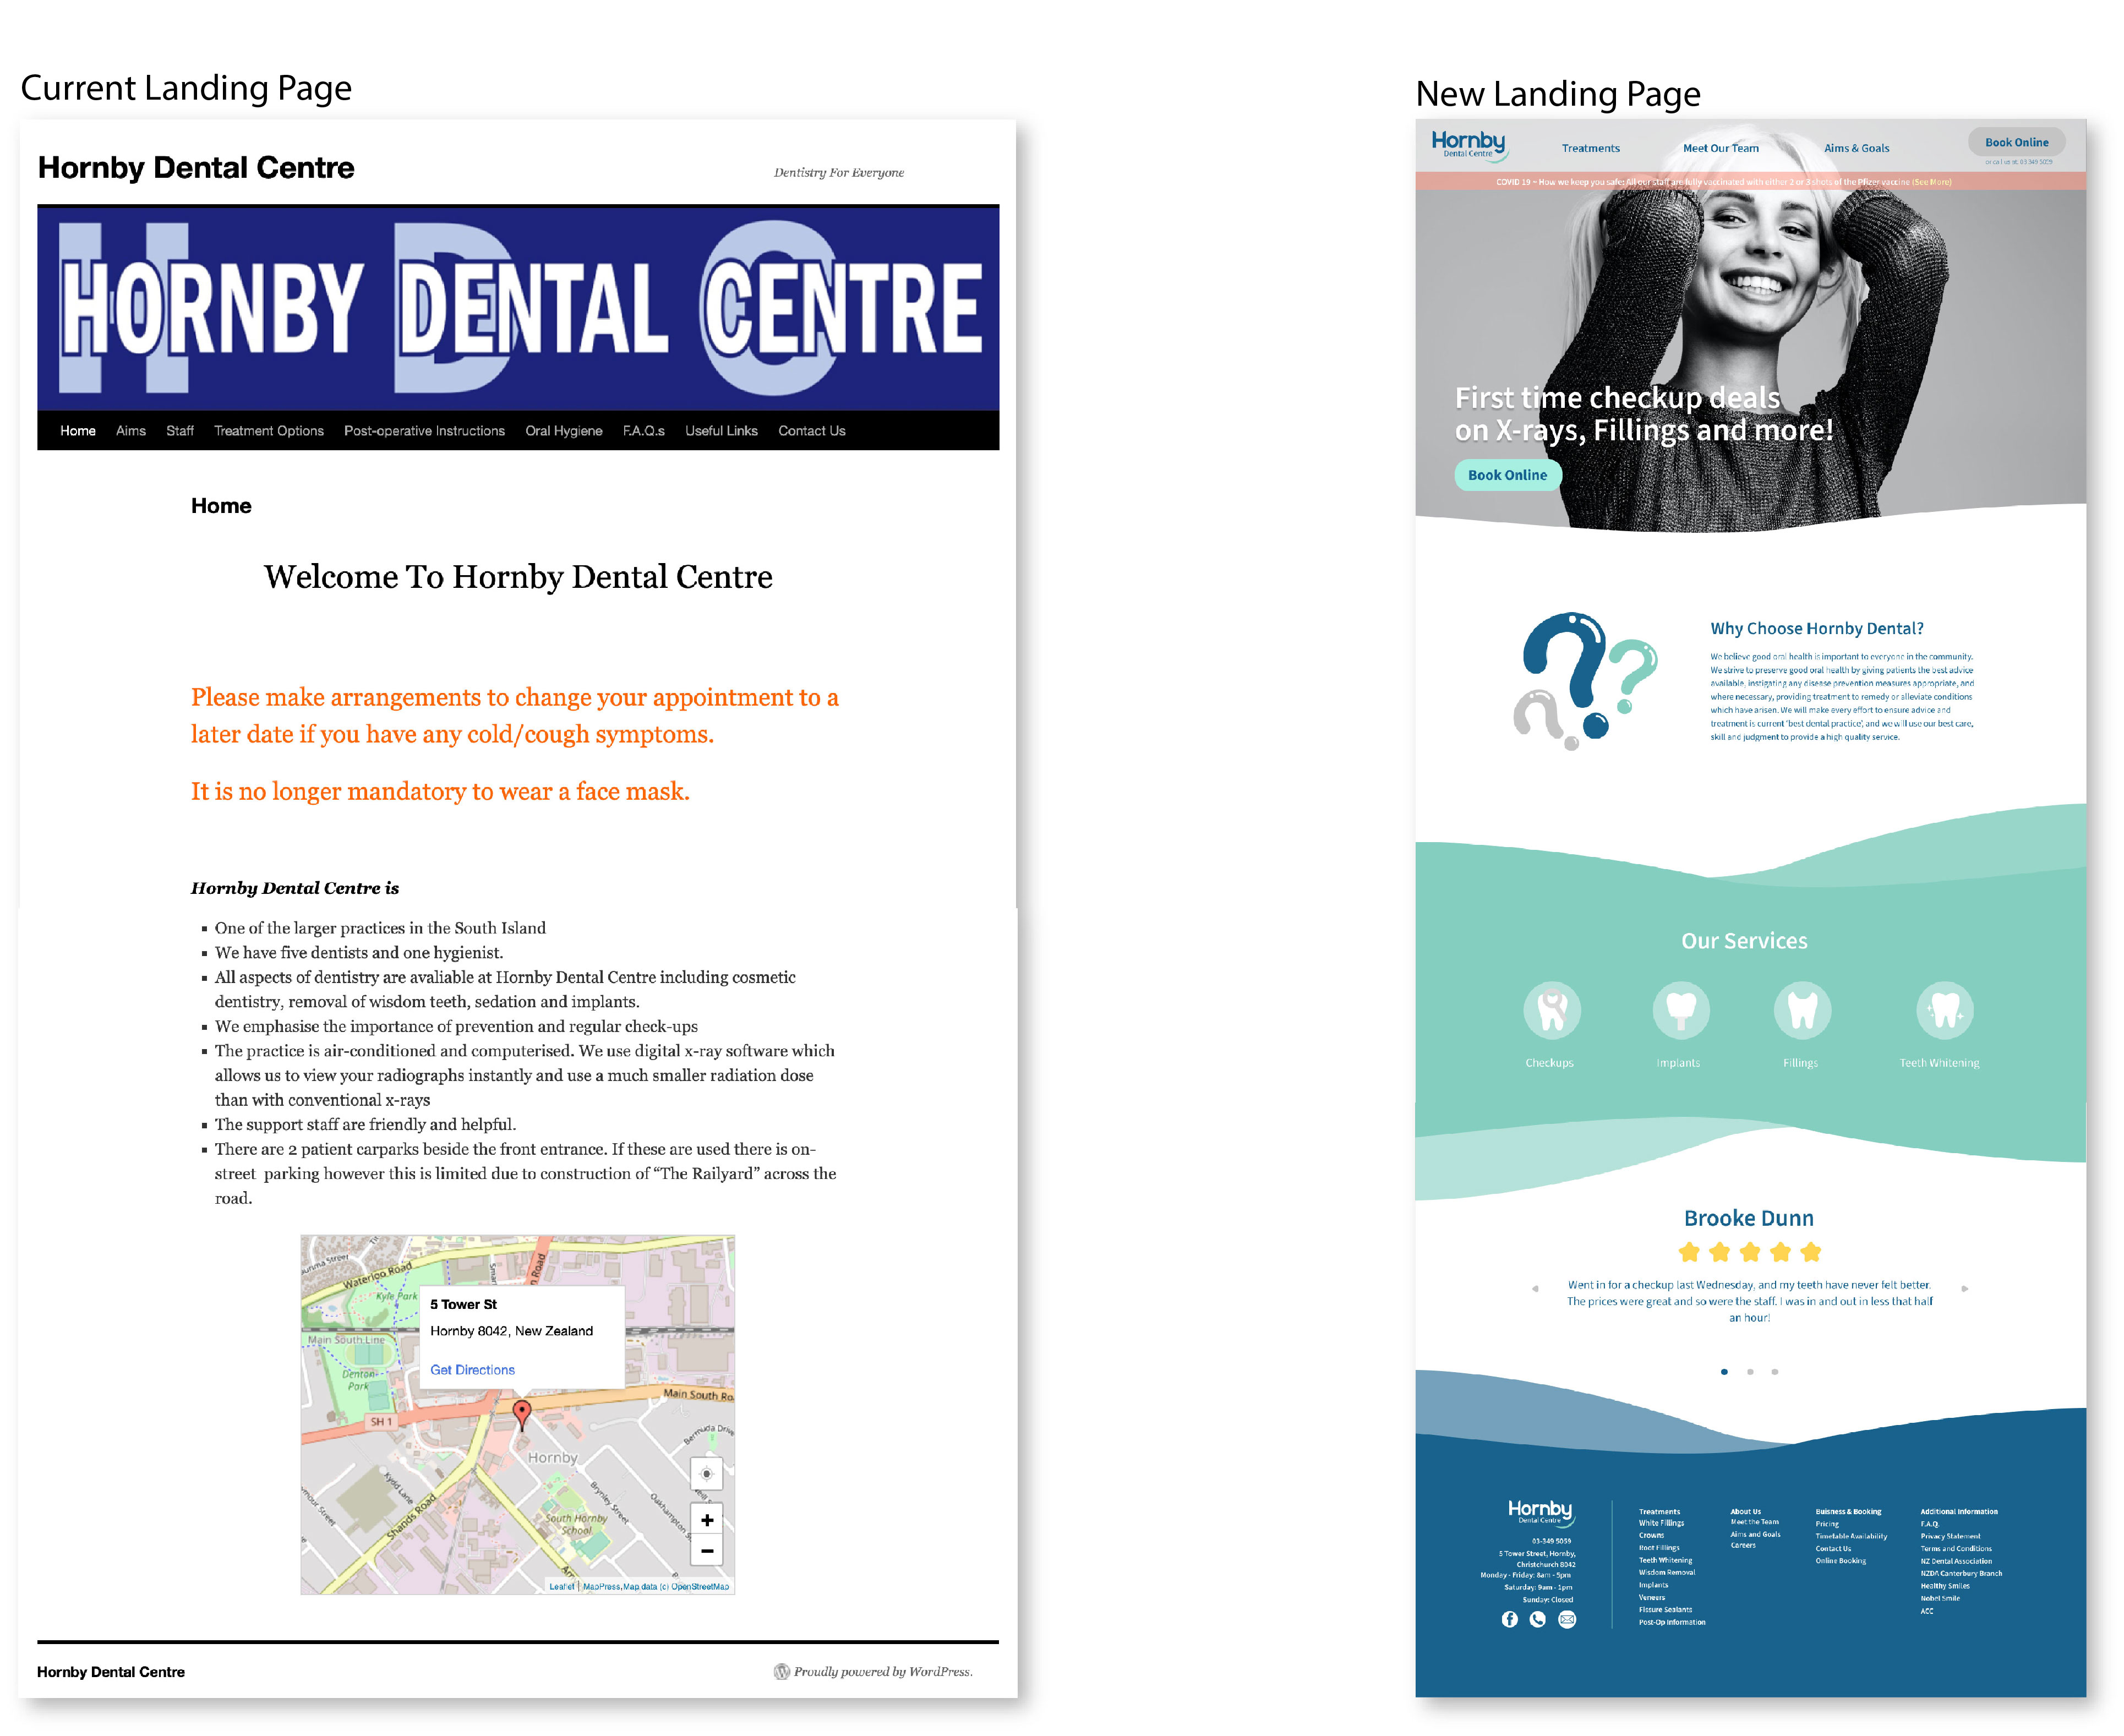 Current Landing Page
Hornby Dental Centre
Dentistry For Everyone
HORNBY DENTAL CENTRE
Home Aims Staff Treatment Options Post-operative Instructions Oral Hygiene F.A.Q.s Useful Links Contact Us
Home
Welcome To Hornby Dental Centre
Please make arrangements to change your appointment to a
later date if you have any cold/cough symptoms.
It is no longer mandatory to wear a face mask.
Hornby Dental Centre is
One of the larger practices in the South Island
We have five dentists and one hygienist.
All aspects of dentistry are avaliable at Hornby Dental Centre including cosmetic
dentistry, removal of wisdom teeth, sedation and implants.
We emphasise the importance of prevention and regular check-ups
The practice is air-conditioned and computerised. We use digital x-ray software which
allows us to view your radiographs instantly and use a much smaller radiation dose
than with conventional x-rays
The support staff are friendly and helpful.
There are 2 patient carparks beside the front entrance. If these are used there is on-
street parking however this is limited due to construction of “The Railyard” across the
road.
Waterloo Road
Kyle Park
Main South Line
Denton
Park
SH 1
5 Tower St
Hornby 8042, New Zealand
Get Directions
Main South Ro
Bermuda Drive
Hornby
Kydd Lane
Shands Road
Brynley Street
Oakhampton S
South Hornby
School
+
−
Leaflet | MapPress, Map data (c) OpenStreetMap
Hornby Dental Centre
Proudly powered by WordPress.
New Landing Page
Hornby
Dental Centre
Treatments
Meet Our Team
Aims & Goals
Book Online
or call us at: 03 349 5059
COVID 19 ~ How we keep you safe: All our staff are fully vaccinated with either 2 or 3 shots of the Pfizer vaccine (See More)
First time checkup deals
on X-rays, Fillings and more!
Book Online
Why Choose Hornby Dental?
We believe good oral health is important to everyone in the community.
We strive to preserve good oral health by giving patients the best advice
available, instigating any disease prevention measures appropriate, and
where necessary, providing treatment to remedy or alleviate conditions
which have arisen. We will make every effort to ensure advice and
treatment is current 'best dental practice', and we will use our best care,
skill and judgment to provide a high quality service.
Our Services
Checkups
Implants
Fillings
Teeth Whitening
Brooke Dunn
Went in for a checkup last Wednesday, and my teeth have never felt better.
The prices were great and so were the staff. I was in and out in less that half
an hour!
Hornby
Dental Centre
03-349 5059
5 Tower Street, Hornby,
Christchurch 8042
Monday - Friday: 8am - 5pm
Saturday: 9am - 1pm
Sunday: Closed
Treatments
White Fillings
Crowns
Root Fillings
Teeth Whitening
Wisdom Removal
Implants
Veneers
Fissure Sealants
Post-Op Information
About Us
Meet the Team
Aims and Goals
Careers
Buisness & Booking
Pricing
Timetable Availability
Contact Us
Online Booking
Additional Information
F.A.Q.
Privacy Statement
Terms and Conditions
NZ Dental Association
NZDA Canterbury Branch
Healthy Smiles
Nobel Smile
ACC